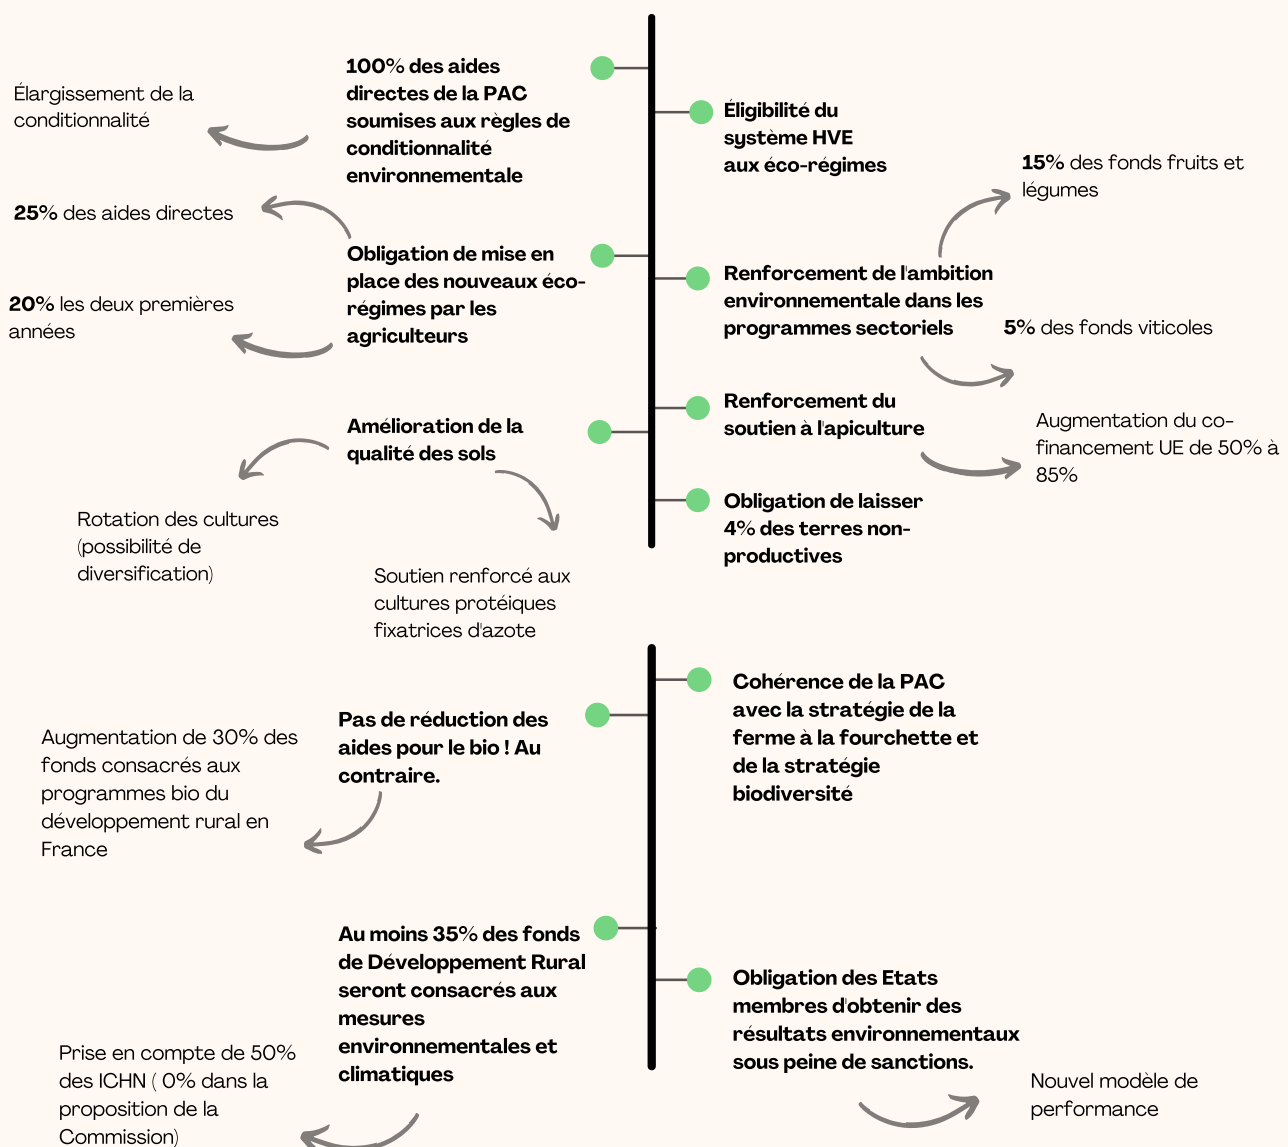 100% des aides
directes de la PAC
soumises aux règles de
conditionnalité
environnementale
Élargissement de la
conditionnalité
Éligibilité du
système HVE
aux éco-régimes
25% des aides directes
Obligation de mise en
place des nouveaux éco-
régimes par les
agriculteurs
20% les deux premières
années
15% des fonds fruits et
légumes
Renforcement de l'ambition
environnementale dans les
programmes sectoriels
5% des fonds viticoles
Renforcement du
soutien à l'apiculture
Augmentation du co-
financement UE de 50% à
85%
Amélioration de la
qualité des sols
Rotation des cultures
(possibilité de
diversification)
Soutien renforcé aux
cultures protéiques
fixatrices d'azote
Obligation de laisser
4% des terres non-
productives
Cohérence de la PAC
avec la stratégie de la
ferme à la fourchette et
de la stratégie
biodiversité
Pas de réduction des
aides pour le bio ! Au
contraire.
Augmentation de 30% des
fonds consacrés aux
programmes bio du
développement rural en
France
Au moins 35% des fonds
de Développement Rural
seront consacrés aux
mesures
environnementales et
climatiques
Prise en compte de 50%
des ICHN ( 0% dans la
proposition de la
Commission)
Obligation des Etats
membres d'obtenir des
résultats environnementaux
sous peine de sanctions.
Nouvel modèle de
performance